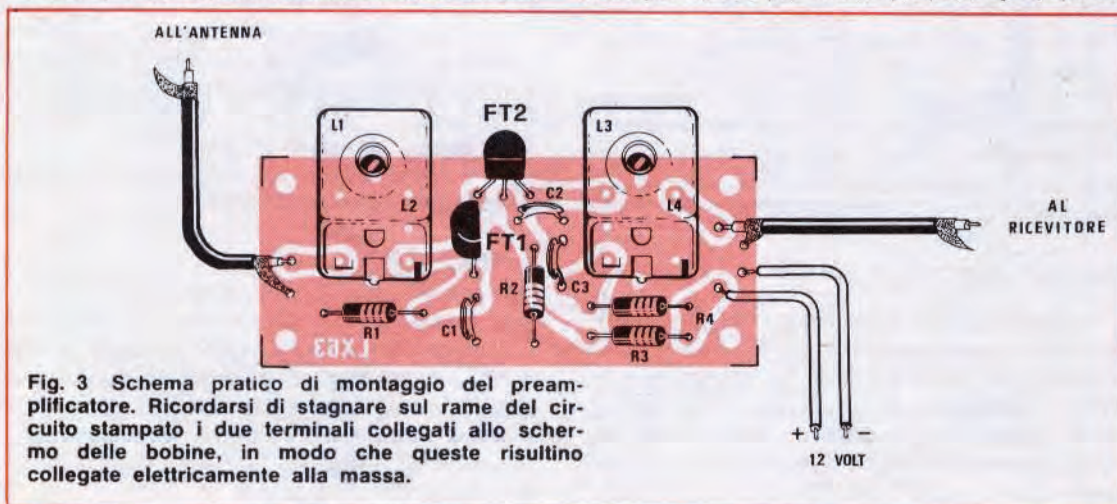 ALL'ANTENNA
L1
FT2
L3
L2
C2
L4
AL
RICEVITORE
FT1
R2
C3
R4
R1
C1
R3
LX63
Fig. 3 Schema pratico di montaggio del pream-
plificatore. Ricordarsi di stagnare sul rame del cir-
cuito stampato i due terminali collegati allo scher-
mo delle bobine, in modo che queste risultino
collegate elettricamente alla massa.
+ −
12 VOLT